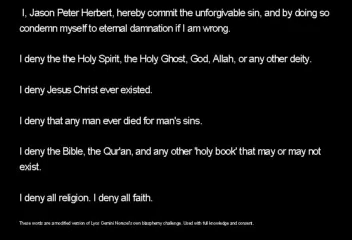 I, Jason Peter Herbert, hereby commit the unforgivable sin, and by doing so
condemn myself to eternal damnation if I am wrong.
I deny the the Holy Spirit, the Holy Ghost, God, Allah, or any other deity.
I deny Jesus Christ ever existed.
I deny that any man ever died for man's sins.
I deny the Bible, the Qur'an, and any other 'holy book' that may or may not
exist.
I deny all religion. I deny all faith.
These words are a modified version of Lyor Gemini own blasphemy challenge. Used with full knowledge and consent.